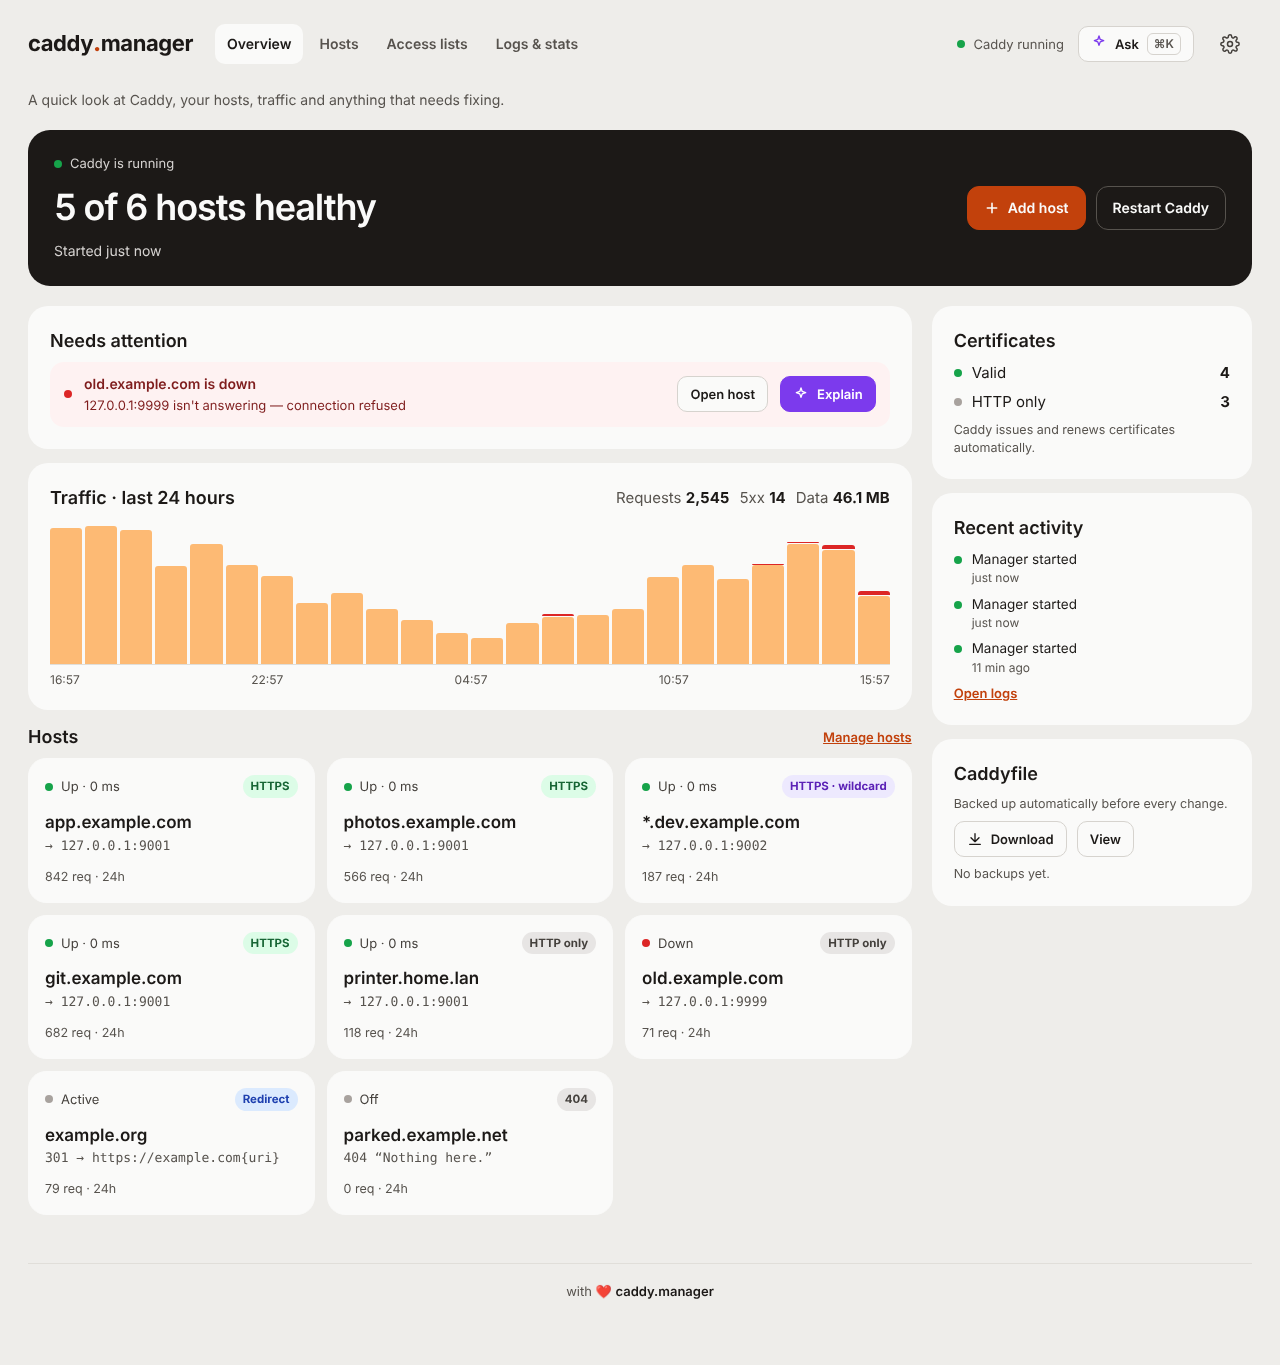 caddy.manager
Overview
Hosts
Access lists
Logs & stats
Caddy running
Ask
⌘K
A quick look at Caddy, your hosts, traffic and anything that needs fixing.
Caddy is running
5 of 6 hosts healthy
Started just now
+ Add host
Restart Caddy
Needs attention
old.example.com is down
127.0.0.1:9999 isn't answering — connection refused
Open host
Explain
Traffic · last 24 hours
Requests 2,545 5xx 14 Data 46.1 MB
16:57 22:57 04:57 10:57 15:57
Hosts
Manage hosts
Up · 0 ms
HTTPS
app.example.com
→ 127.0.0.1:9001
842 req · 24h
Up · 0 ms
HTTPS
photos.example.com
→ 127.0.0.1:9001
566 req · 24h
Up · 0 ms
HTTPS · wildcard
*.dev.example.com
→ 127.0.0.1:9002
187 req · 24h
Up · 0 ms
HTTPS
git.example.com
→ 127.0.0.1:9001
682 req · 24h
Up · 0 ms
HTTP only
printer.home.lan
→ 127.0.0.1:9001
118 req · 24h
Down
HTTP only
old.example.com
→ 127.0.0.1:9999
71 req · 24h
Active
Redirect
example.org
301 → https://example.com{uri}
79 req · 24h
Off
404
parked.example.net
404 “Nothing here.”
0 req · 24h
Certificates
Valid 4
HTTP only 3
Caddy issues and renews certificates
automatically.
Recent activity
Manager started
just now
Manager started
just now
Manager started
11 min ago
Open logs
Caddyfile
Backed up automatically before every change.
Download
View
No backups yet.
with ❤️ caddy.manager